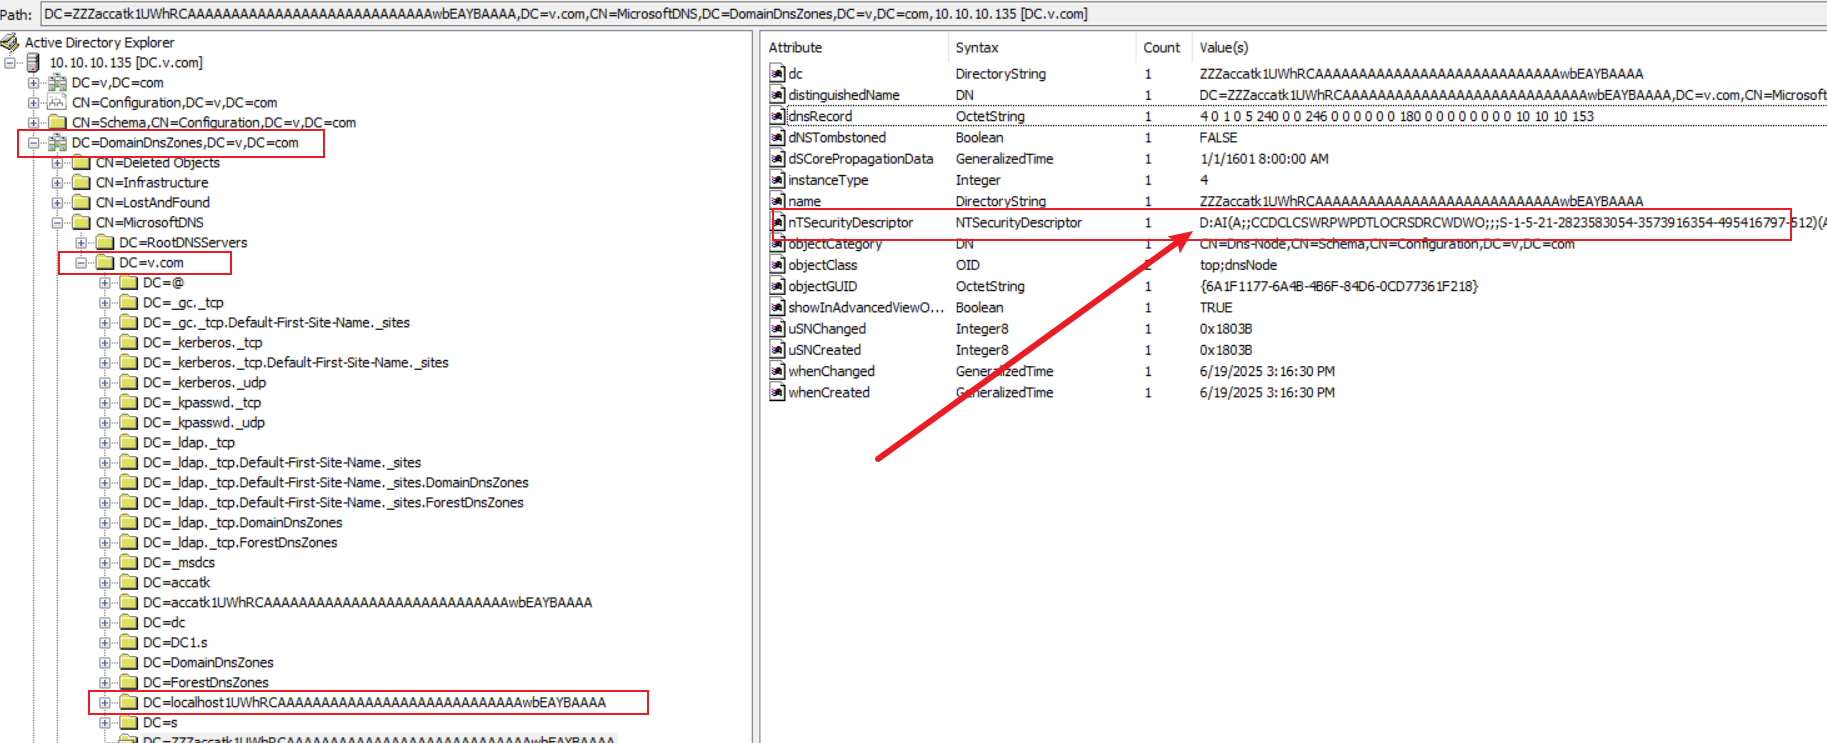 Path: DC=ZZZaccatk1UWhRCAAAAAAAAAAAAAAAAAAAAAAAAAAAAwbEAYBAAAA,DC=v.com,CN=MicrosoftDNS,DC=DomainDnsZones,DC=v,DC=com,10.10.10.135 [DC.v.com]
Active Directory Explorer
10.10.10.135 [DC.v.com]
DC=v,DC=com
CN=Configuration,DC=v,DC=com
CN=Schema,CN=Configuration,DC=v,DC=com
DC=DomainDnsZones,DC=v,DC=com
CN=Deleted Objects
CN=Infrastructure
CN=LostAndFound
CN=MicrosoftDNS
DC=RootDNSServers
DC=v.com
DC=@
DC=_gc._tcp
DC=_gc._tcp.Default-First-Site-Name._sites
DC=_kerberos._tcp
DC=_kerberos._tcp.Default-First-Site-Name._sites
DC=_kerberos._udp
DC=_kpasswd._tcp
DC=_kpasswd._udp
DC=_ldap._tcp
DC=_ldap._tcp.Default-First-Site-Name._sites
DC=_ldap._tcp.Default-First-Site-Name._sites.DomainDnsZones
DC=_ldap._tcp.Default-First-Site-Name._sites.ForestDnsZones
DC=_ldap._tcp.DomainDnsZones
DC=_ldap._tcp.ForestDnsZones
DC=_msdcs
DC=accatk
DC=accatk1UWhRCAAAAAAAAAAAAAAAAAAAAAAAAAAAAwbEAYBAAAA
DC=dc
DC=DC1.s
DC=DomainDnsZones
DC=ForestDnsZones
DC=localhost1UWhRCAAAAAAAAAAAAAAAAAAAAAAAAAAAAwbEAYBAAAA
DC=s
DC=ZZZaccatk1UWhRCAAAAAAAAAAAAAAAAAAAAAAAAAAAAwbEAYBAAAA
Attribute Syntax Count Value(s)
dc DirectoryString 1 ZZZaccatk1UWhRCAAAAAAAAAAAAAAAAAAAAAAAAAAAAwbEAYBAAAA
distinguishedName DN 1 DC=ZZZaccatk1UWhRCAAAAAAAAAAAAAAAAAAAAAAAAAAAAwbEAYBAAAA,DC=v.com,CN=Microsoft
dnsRecord OctetString 1 4 0 1 0 5 240 0 0 246 0 0 0 0 0 0 180 0 0 0 0 0 0 0 0 10 10 10 153
dNSTombstoned Boolean 1 FALSE
dSCorePropagationData GeneralizedTime 1 1/1/1601 8:00:00 AM
instanceType Integer 1 4
name DirectoryString 1 ZZZaccatk1UWhRCAAAAAAAAAAAAAAAAAAAAAAAAAAAAwbEAYBAAAA
nTSecurityDescriptor NTSecurityDescriptor 1 D:AI(A;;CCDCLCSWRPWPDTLOCRSDRCWDWO;;;S-1-5-21-2823583054-3573916354-495416797-512)(A
objectCategory DN 1 CN=Dns-Node,CN=Schema,CN=Configuration,DC=v,DC=com
objectClass OID 2 top;dnsNode
objectGUID OctetString 1 {6A1F1177-6A4B-4B6F-84D6-0CD77361F218}
showInAdvancedViewO... Boolean 1 TRUE
uSNChanged Integer8 1 0x1803B
uSNCreated Integer8 1 0x1803B
whenChanged GeneralizedTime 1 6/19/2025 3:16:30 PM
whenCreated GeneralizedTime 1 6/19/2025 3:16:30 PM